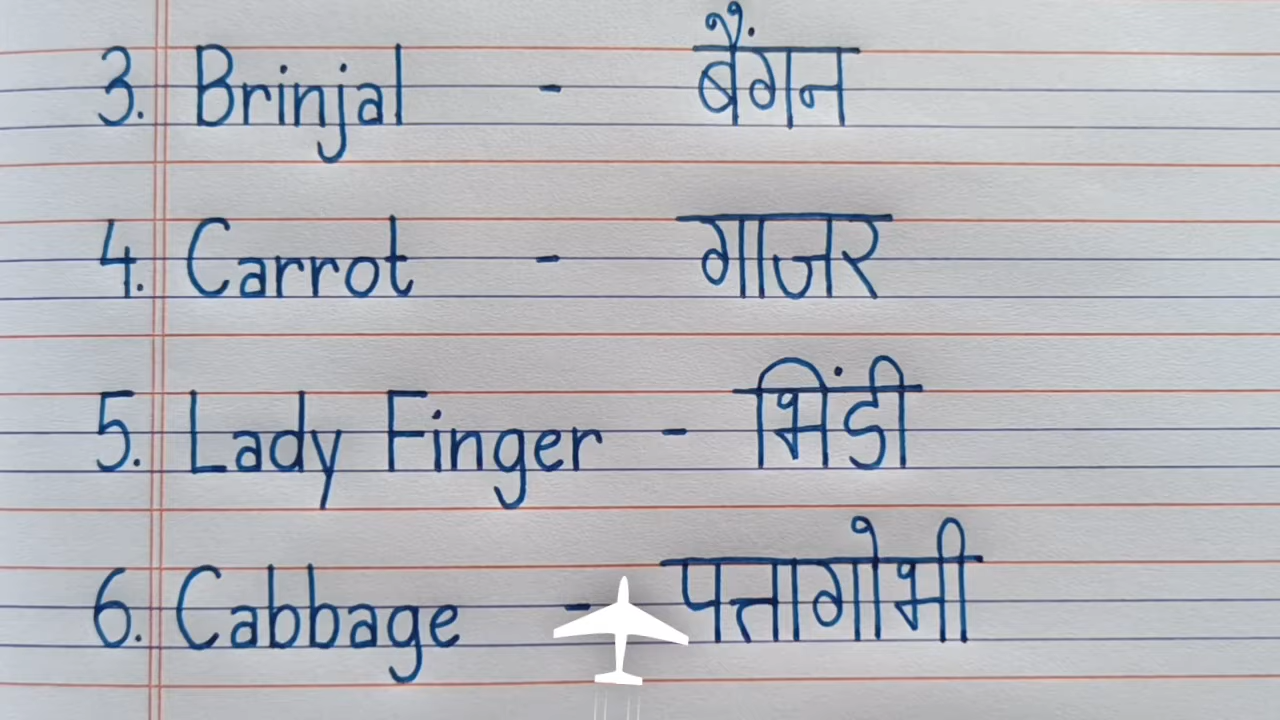 3. Brinjal - बैंगन
4. Carrot - गाजर
5. Lady Finger - भिंडी
6. Cabbage - पत्तागोभी